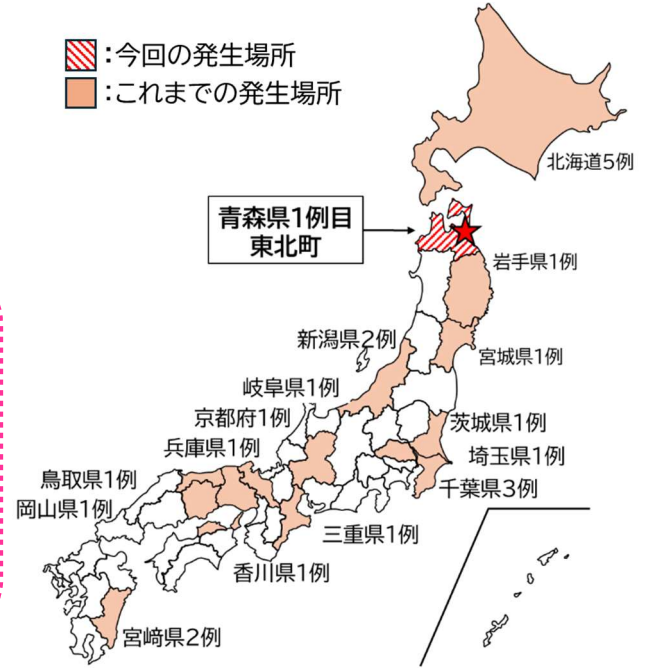 :今回の発生場所
:これまでの発生場所
北海道5例
青森県1例目
東北町
岩手県1例
新潟県2例
宮城県1例
岐阜県1例
京都府1例
茨城県1例
兵庫県1例
埼玉県1例
鳥取県1例
千葉県3例
岡山県1例
三重県1例
香川県1例
宮﨑県2例